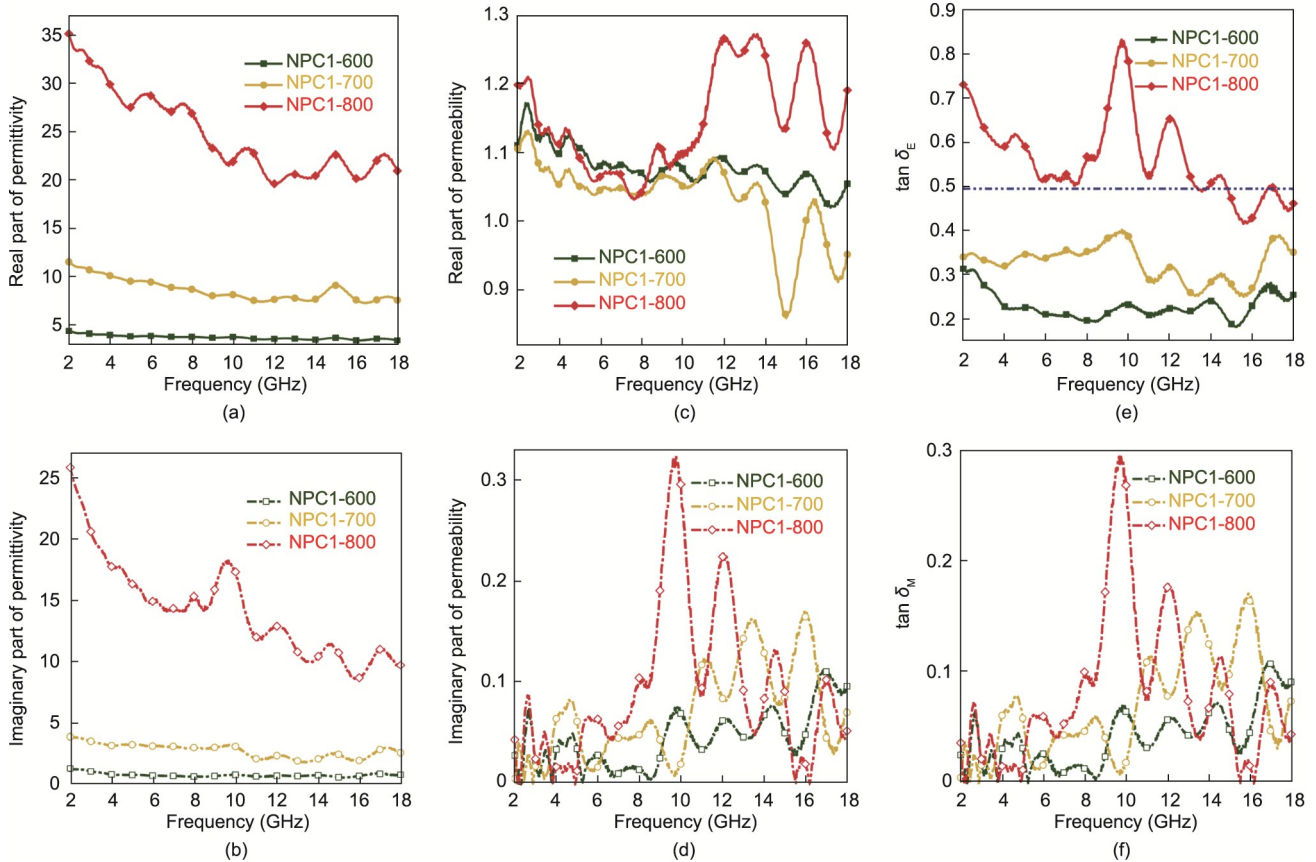 35
30
25
20
15
10
5
Real part of permittivity
NPC1-600
NPC1-700
NPC1-800
2 4 6 8 10 12 14 16 18
Frequency (GHz)
(a)
1.3
1.2
1.1
1.0
0.9
Real part of permeability
NPC1-600
NPC1-700
NPC1-800
2 4 6 8 10 12 14 16 18
Frequency (GHz)
(c)
0.9
0.8
0.7
0.6
0.5
0.4
0.3
0.2
tan δE
NPC1-600
NPC1-700
NPC1-800
2 4 6 8 10 12 14 16 18
Frequency (GHz)
(e)
25
20
15
10
5
0
Imaginary part of permittivity
NPC1-600
NPC1-700
NPC1-800
2 4 6 8 10 12 14 16 18
Frequency (GHz)
(b)
0.3
0.2
0.1
0
Imaginary part of permeability
NPC1-600
NPC1-700
NPC1-800
2 4 6 8 10 12 14 16 18
Frequency (GHz)
(d)
0.3
0.2
0.1
0
tan δM
NPC1-600
NPC1-700
NPC1-800
2 4 6 8 10 12 14 16 18
Frequency (GHz)
(f)